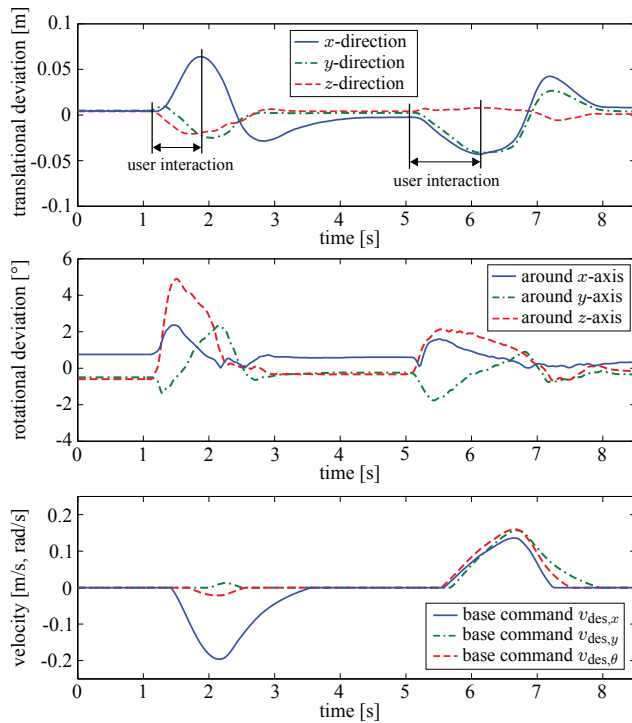 translational deviation [m]
0.1
0.05
0
-0.05
-0.1
x-direction
y-direction
z-direction
user interaction
user interaction
0 1 2 3 4 5 6 7 8
time [s]
rotational deviation [°]
6
4
2
0
-2
-4
around x-axis
around y-axis
around z-axis
0 1 2 3 4 5 6 7 8
time [s]
velocity [m/s, rad/s]
0.2
0.1
0
-0.1
-0.2
base command v_des,x
base command v_des,y
base command v_des,θ
0 1 2 3 4 5 6 7 8
time [s]